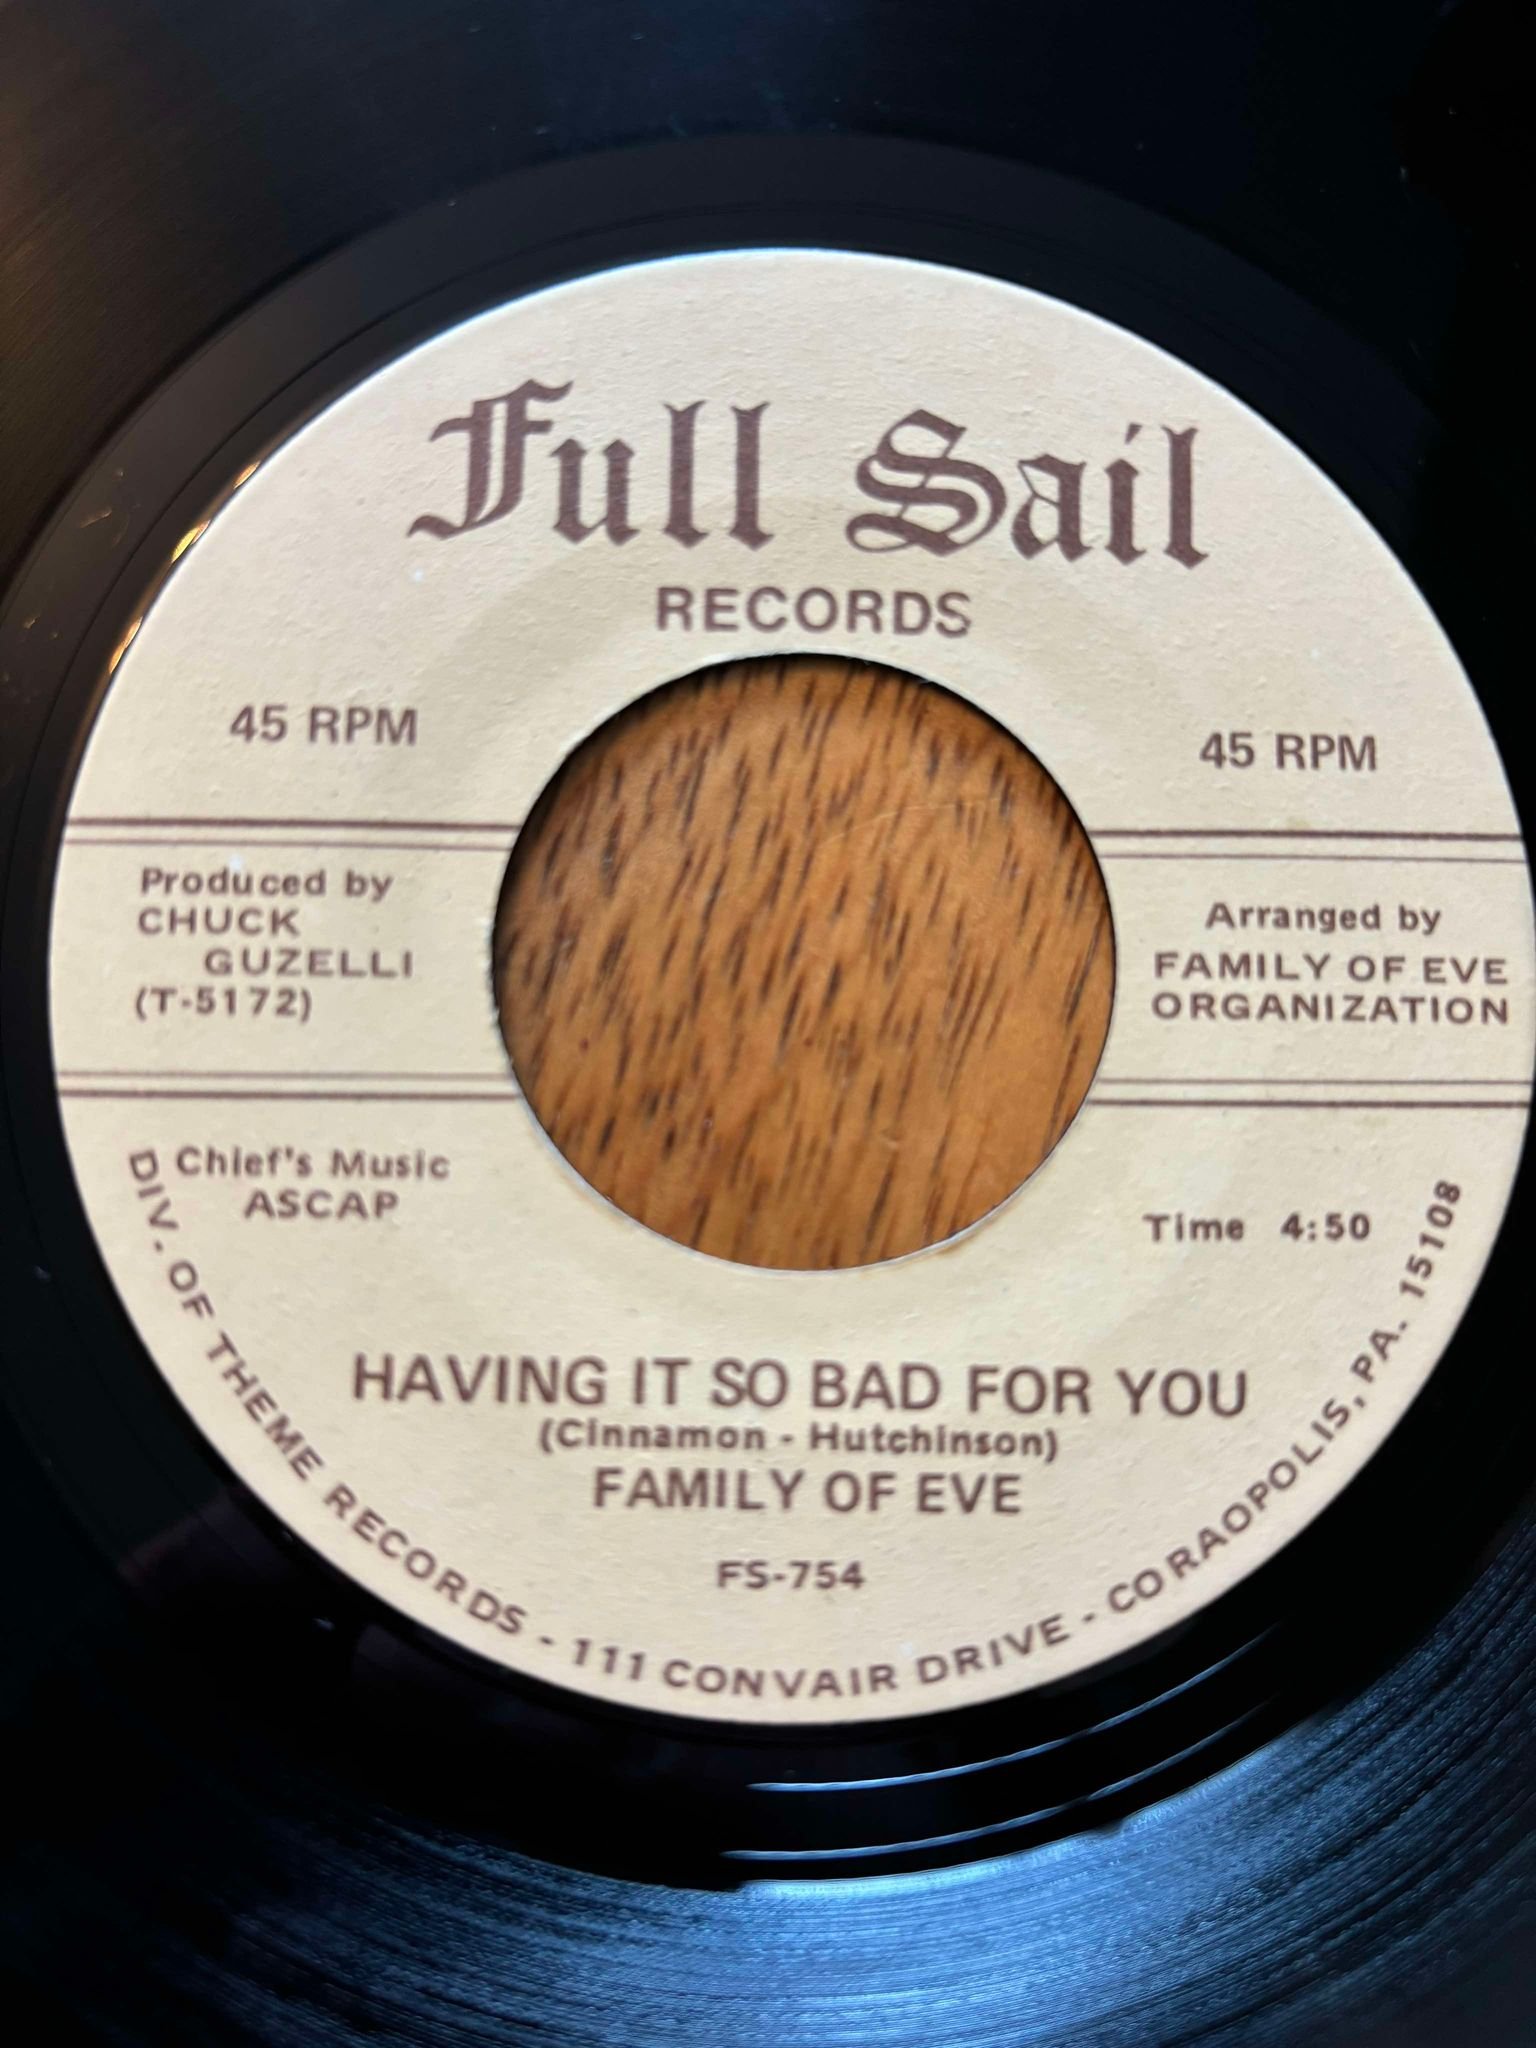 Full Sail
RECORDS
45 RPM
45 RPM
Produced by
CHUCK
GUZELLI
(T-5172)
Arranged by
FAMILY OF EVE
ORGANIZATION
Chief's Music
ASCAP
Time 4:50
HAVING IT SO BAD FOR YOU
(Cinnamon - Hutchinson)
FAMILY OF EVE
FS-754
DIV. OF THEME RECORDS - 111 CONVAIR DRIVE - CORAOPOLIS, PA. 15108